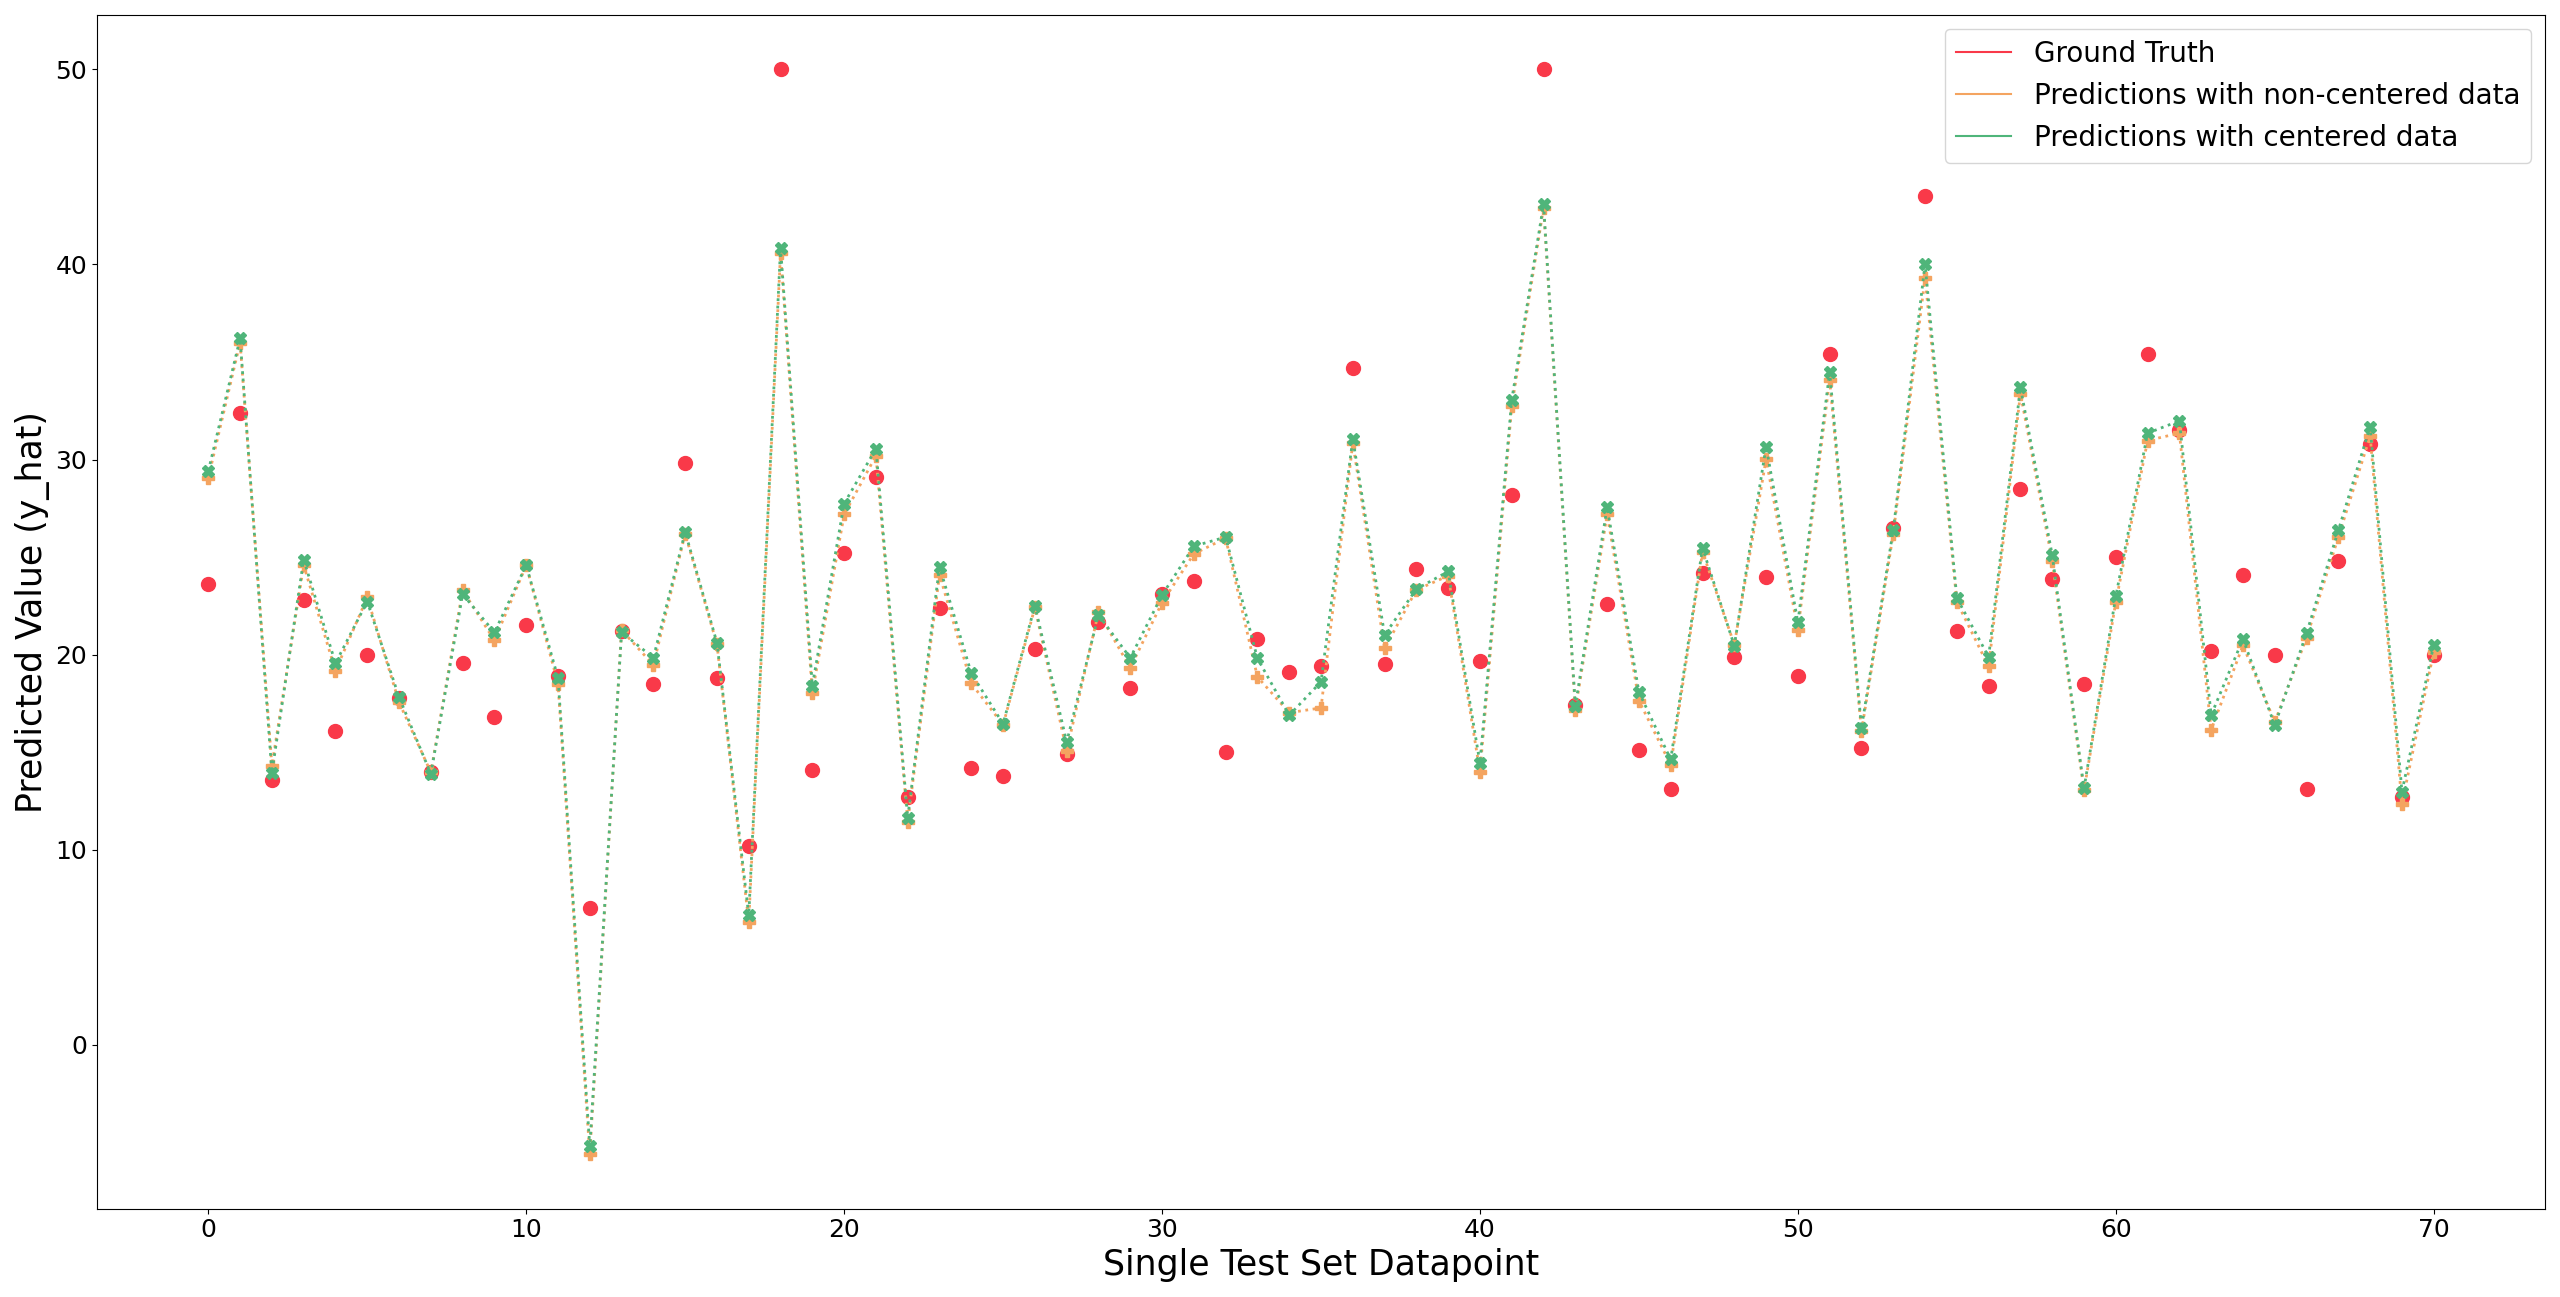 50
40
30
20
10
0
Predicted Value (y_hat)
Ground Truth
Predictions with non-centered data
Predictions with centered data
0 10 20 30 40 50 60 70
Single Test Set Datapoint